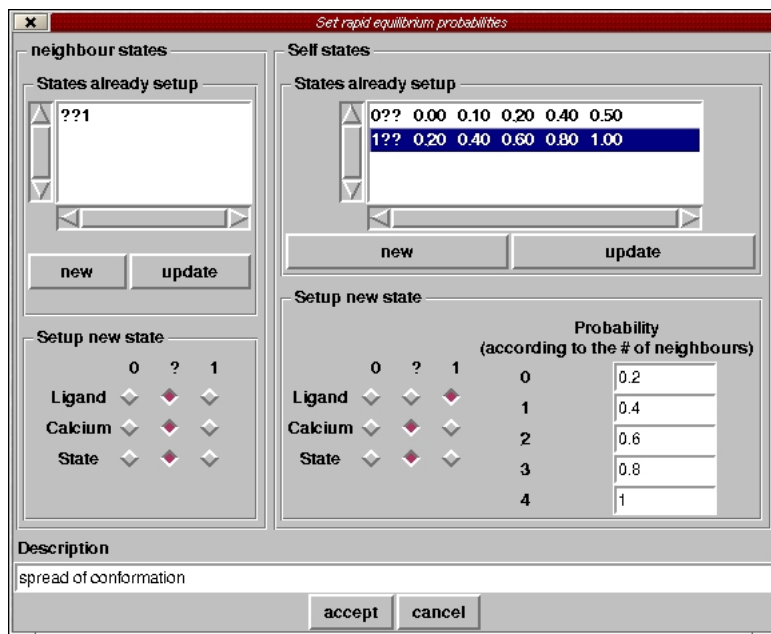 Set rapid equilibrium probabilities
neighbour states
States already setup
??1
new update
Setup new state
0 ? 1
Ligand
Calcium
State
Self states
States already setup
0?? 0.00 0.10 0.20 0.40 0.50
1?? 0.20 0.40 0.60 0.80 1.00
new update
Setup new state
0 ? 1
Ligand
Calcium
State
Probability
(according to the # of neighbours)
0 0.2
1 0.4
2 0.6
3 0.8
4 1
Description
spread of conformation
accept cancel